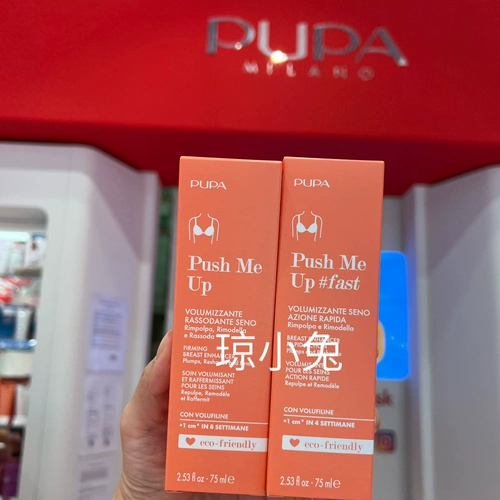 PUPA
MILANO
PUPA
Push Me
Up
VOLUMIZZANTE
RASSODANTE SENO
Rimpolpa, Rimodella
e Rassoda
FIRMING
BREAST ENHANCER
SOIN VOLUMISANT
ET RAFFERMISSANT
POUR LES SEINS
Repulpe, Remodèle
et Raffermit
CON VOLUFILINE
+1 cm* IN 8 SETTIMANE
eco-friendly
2.53 fl oz - 75 ml e
PUPA
Push Me
Up #fast
VOLUMIZZANTE SENO
AZIONE RAPIDA
Rimpolpa e Rimodella
POUR LES SEINS
ACTION RAPIDE
Repulpe et Remodèle
CON VOLUFILINE
+1 cm* IN 4 SETTIMANE
eco-friendly
2.53 fl oz - 75 ml e
琼小兔